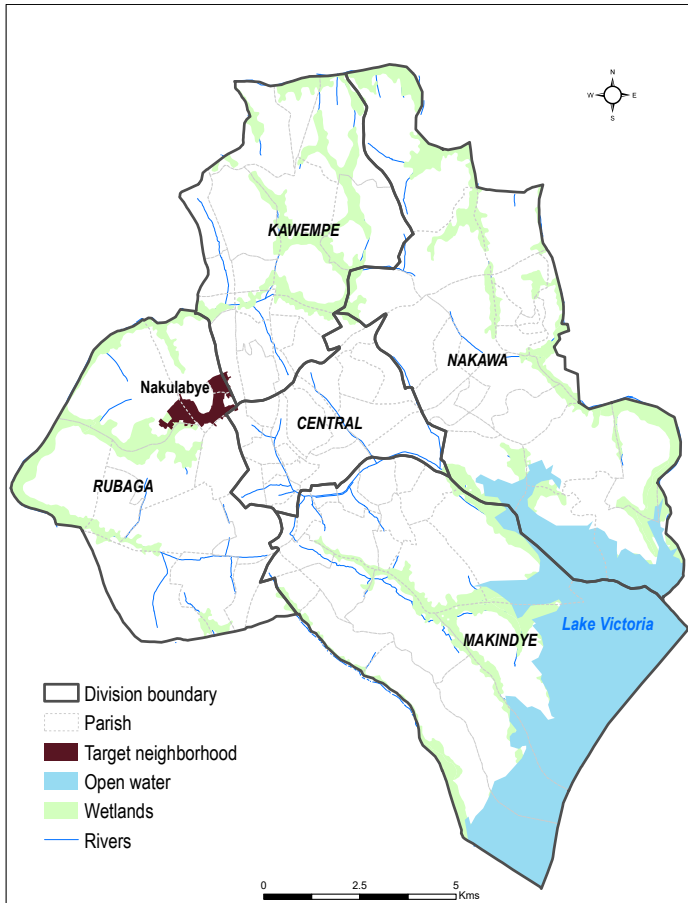 N
W E
S
KAWEMPE
NAKAWA
Nakulabye
CENTRAL
RUBAGA
Lake Victoria
MAKINDYE
Division boundary
Parish
Target neighborhood
Open water
Wetlands
Rivers
0 2.5 5
Kms